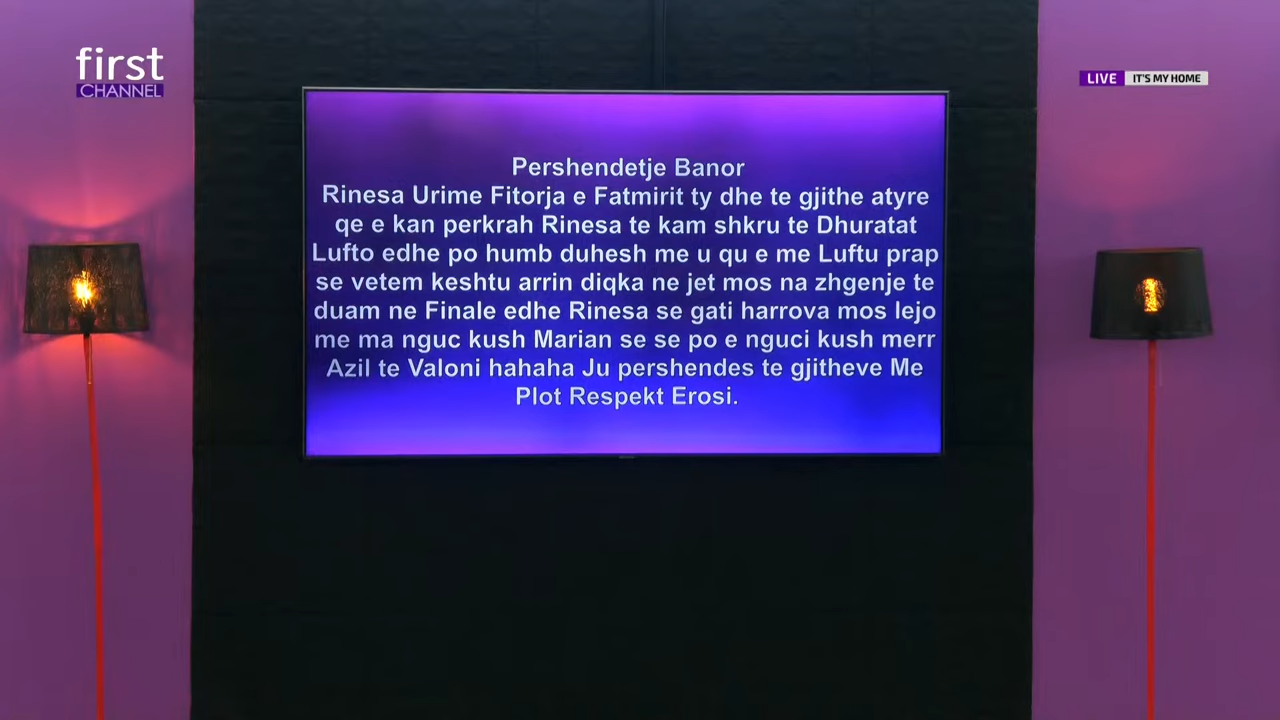 first
CHANNEL
LIVE IT'S MY HOME
Pershendetje Banor
Rinesa Urime Fitorja e Fatmirit ty dhe te gjithe atyre
qe e kan perkrah Rinesa te kam shkru te Dhuratat
Lufto edhe po humb duhesh me u qu e me Luftu prap
se vetem keshtu arrin diqka ne jet mos na zhgenje te
duam ne Finale edhe Rinesa se gati harrova mos lejo
me ma nguc kush Marian se se po e nguci kush merr
Azil te Valoni hahaha Ju pershendes te gjitheve Me
Plot Respekt Erosi.